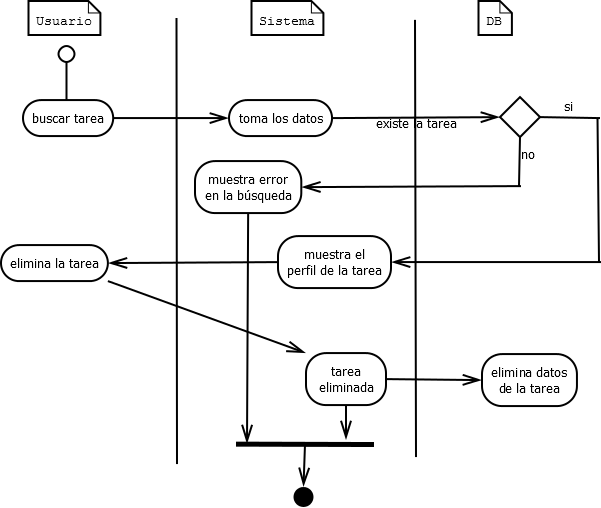 Usuario
Sistema
DB
buscar tarea
toma los datos
existe la tarea
si
no
muestra error
en la búsqueda
elimina la tarea
muestra el
perfil de la tarea
tarea
eliminada
elimina datos
de la tarea